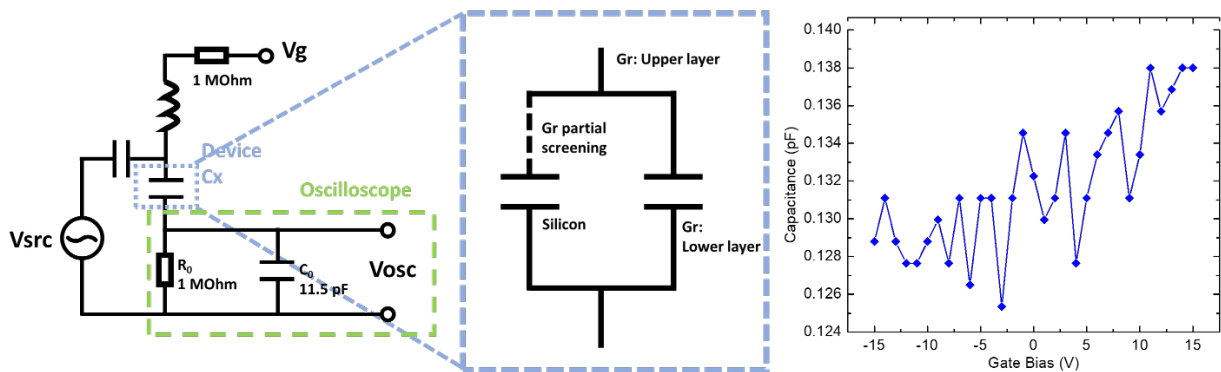 Vg
1 MOhm
Device
Cx
Oscilloscope
Vsrc
R₀
1 MOhm
C₀
11.5 pF
Vosc
Gr: Upper layer
Gr partial
screening
Silicon
Gr:
Lower layer
Capacitance (pF)
0.140
0.138
0.136
0.134
0.132
0.130
0.128
0.126
0.124
-15
-10
-5
0
5
10
15
Gate Bias (V)